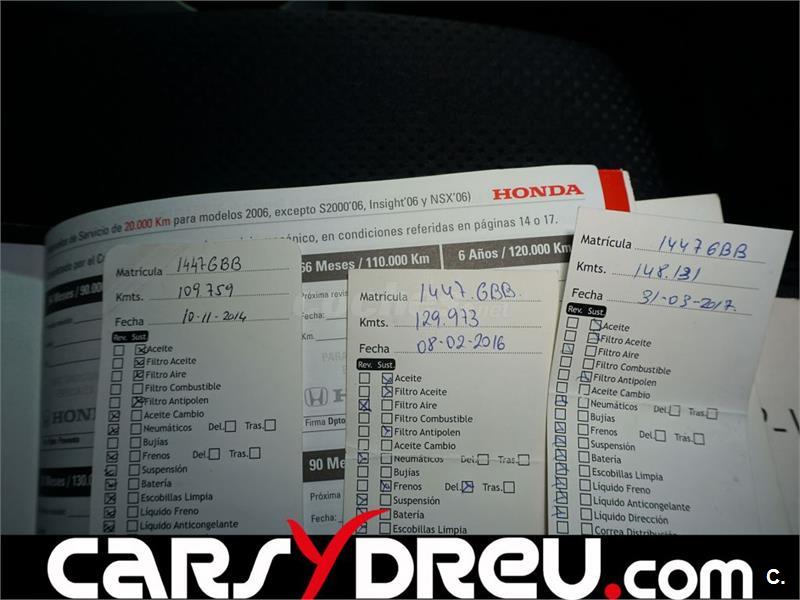 de Servicio de 20.000 Km para modelos 2006, excepto S2000'06, Insight'06 y NSX'06)
HONDA
en condiciones referidas en páginas 14 o 17.
66 Meses / 110.000 Km
6 Años / 120.000 Km
Próxima
Km.
HONDA
Firma Dpto
90 Me
Próxima
Fecha:
Meses / 130.0
Matrícula 1447GBB
Kmts. 109.759
Fecha 10-11-2014
Rev. Sust.
Aceite
Filtro Aceite
Filtro Aire
Filtro Combustible
Filtro Antipolen
Aceite Cambio
Neumáticos Del. Tras.
Bujías
Frenos Del. Tras.
Suspensión
Batería
Escobillas Limpia
Líquido Freno
Líquido Anticongelante
Matrícula 1447.GBB.
Kmts. 129.973
Fecha 08-02-2016
Rev. Sust.
Aceite
Filtro Aceite
Filtro Aire
Filtro Combustible
Filtro Antipolen
Aceite Cambio
Neumáticos Del. Tras.
Bujías
Frenos Del. Tras.
Suspensión
Batería
Escobillas Limpia
Matrícula 1447GBB
Kmts. 148.131
Fecha 31-03-2017.
Rev. Sust.
Aceite
Filtro Aceite
Filtro Aire
Filtro Combustible
Filtro Antipolen
Aceite Cambio
Neumáticos Del. Tras.
Bujías
Frenos Del. Tras.
Suspensión
Batería
Escobillas Limpia
Líquido Freno
Líquido Anticongelante
Líquido Dirección
Correa Distribución
CARSYDREU.com
C.